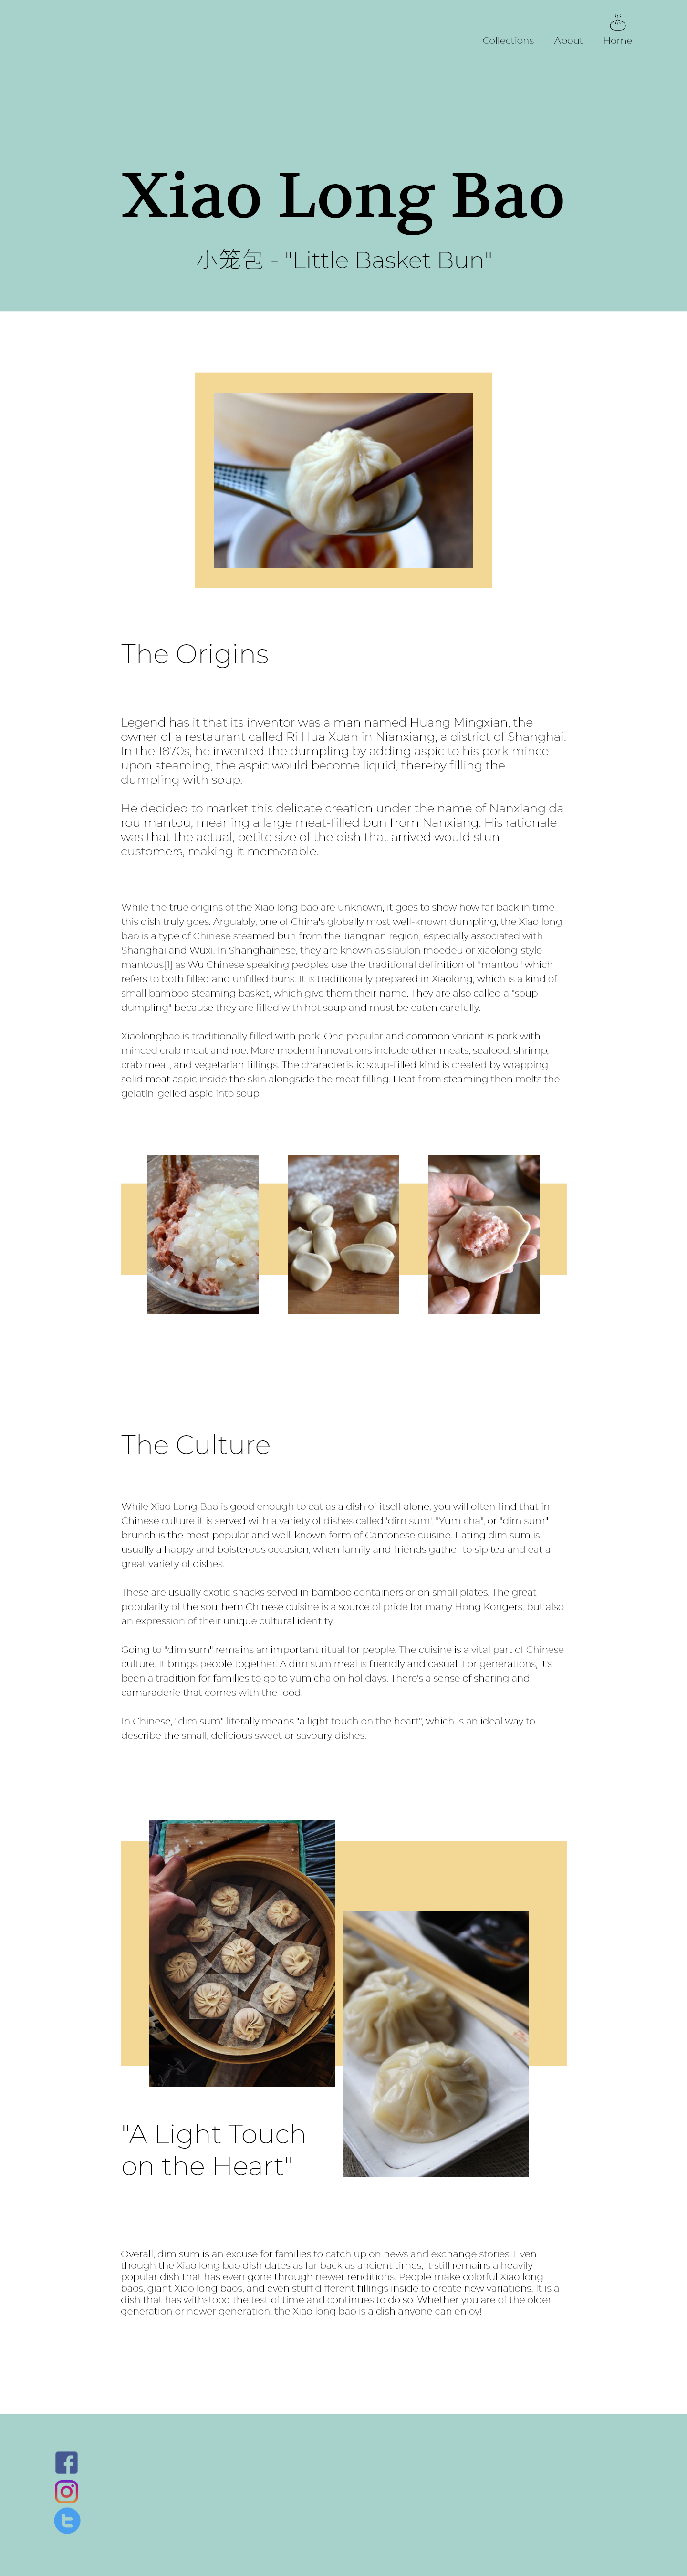 Collections About Home
Xiao Long Bao
小笼包 - "Little Basket Bun"
The Origins
Legend has it that its inventor was a man named Huang Mingxian, the
owner of a restaurant called Ri Hua Xuan in Nianxiang, a district of Shanghai.
In the 1870s, he invented the dumpling by adding aspic to his pork mince -
upon steaming, the aspic would become liquid, thereby filling the
dumpling with soup.
He decided to market this delicate creation under the name of Nanxiang da
rou mantou, meaning a large meat-filled bun from Nanxiang. His rationale
was that the actual, petite size of the dish that arrived would stun
customers, making it memorable.
While the true origins of the Xiao long bao are unknown, it goes to show how far back in time
this dish truly goes. Arguably, one of China's globally most well-known dumpling, the Xiao long
bao is a type of Chinese steamed bun from the Jiangnan region, especially associated with
Shanghai and Wuxi. In Shanghainese, they are known as siaulon moedeu or xiaolong-style
mantous[1] as Wu Chinese speaking peoples use the traditional definition of "mantou" which
refers to both filled and unfilled buns. It is traditionally prepared in Xiaolong, which is a kind of
small bamboo steaming basket, which give them their name. They are also called a "soup
dumpling" because they are filled with hot soup and must be eaten carefully.
Xiaolongbao is traditionally filled with pork. One popular and common variant is pork with
minced crab meat and roe. More modern innovations include other meats, seafood, shrimp,
crab meat, and vegetarian fillings. The characteristic soup-filled kind is created by wrapping
solid meat aspic inside the skin alongside the meat filling. Heat from steaming then melts the
gelatin-gelled aspic into soup.
The Culture
While Xiao Long Bao is good enough to eat as a dish of itself alone, you will often find that in
Chinese culture it is served with a variety of dishes called 'dim sum'. "Yum cha", or "dim sum"
brunch is the most popular and well-known form of Cantonese cuisine. Eating dim sum is
usually a happy and boisterous occasion, when family and friends gather to sip tea and eat a
great variety of dishes.
These are usually exotic snacks served in bamboo containers or on small plates. The great
popularity of the southern Chinese cuisine is a source of pride for many Hong Kongers, but also
an expression of their unique cultural identity.
Going to "dim sum" remains an important ritual for people. The cuisine is a vital part of Chinese
culture. It brings people together. A dim sum meal is friendly and casual. For generations, it's
been a tradition for families to go to yum cha on holidays. There's a sense of sharing and
camaraderie that comes with the food.
In Chinese, "dim sum" literally means "a light touch on the heart", which is an ideal way to
describe the small, delicious sweet or savoury dishes.
"A Light Touch
on the Heart"
Overall, dim sum is an excuse for families to catch up on news and exchange stories. Even
though the Xiao long bao dish dates as far back as ancient times, it still remains a heavily
popular dish that has even gone through newer renditions. People make colorful Xiao long
baos, giant Xiao long baos, and even stuff different fillings inside to create new variations. It is a
dish that has withstood the test of time and continues to do so. Whether you are of the older
generation or newer generation, the Xiao long bao is a dish anyone can enjoy!